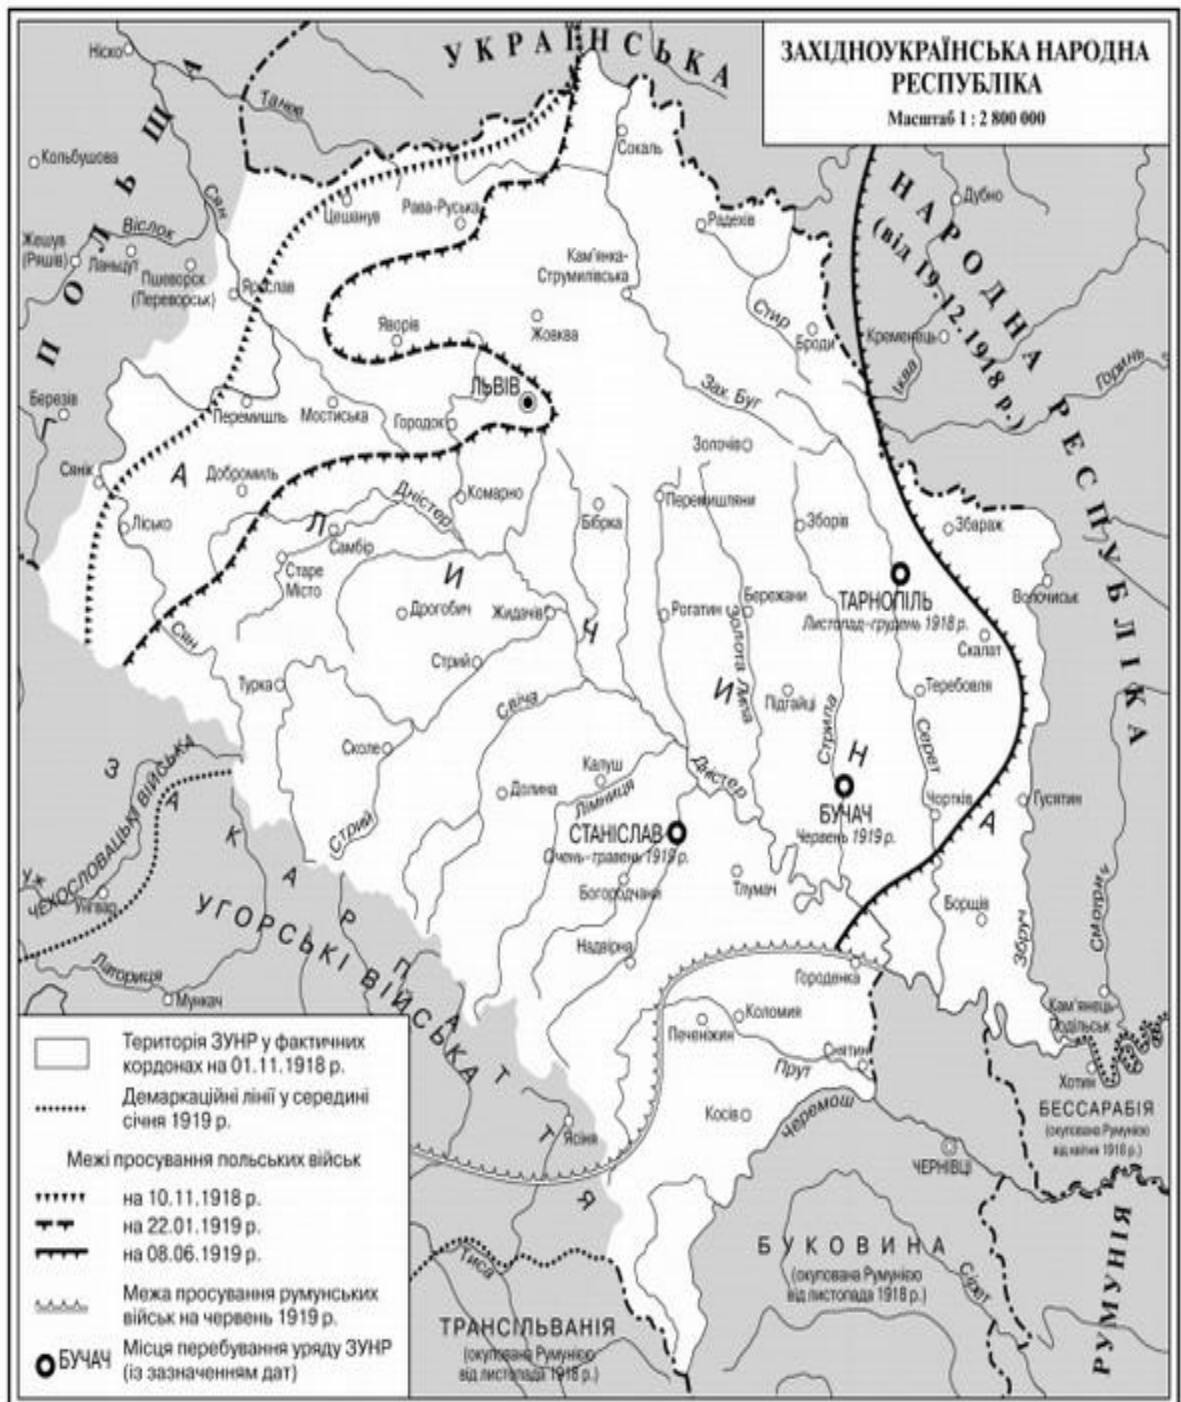 ЗАХІДНОУКРАЇНСЬКА НАРОДНА
РЕСПУБЛІКА
Масштаб 1 : 2 800 000
УКРАЇНСЬКА
НАРОДНА
(від 19.12.1918 р.)
РЕСПУБЛІКА
ПОЛЬЩА
Ніско
Танев
Кольбушова
Сян
Сокаль
Цешанув
Рава-Руська
Радехів
Дубно
Віслок
Жешув
(Ряшів)
Ланьцут
Пшеворск
(Переворськ)
Ярослав
Кам'янка-
Струмилівська
Яворів
Жовква
Стир
Броди
Кременець
Іква
Горинь
Березів
Перемишль
Мостиська
Городок
ЛЬВІВ
Зах. Буг
Золочів
Сянік
Добромиль
Дністер
Комарно
Перемишляни
Лісько
Самбір
Бібрка
Зборів
Збараж
Старе
Місто
ГАЛИЧИНА
Дрогобич
Жидачів
Рогатин
Бережани
Золота Липа
ТАРНОПІЛЬ
Листопад-грудень 1918 р.
Волочиськ
Скалат
Сян
Стрий
Турка
Свіча
Підгайці
Стрипа
Теребовля
Серет
Сколе
Калуш
Долина
Лімниця
Дністер
БУЧАЧ
Червень 1919 р.
Чортків
Гусятин
Стрий
СТАНІСЛАВ
Січень-травень 1919 р.
Богородчани
Тлумач
Борщів
Збруч
Смотрич
ЗАКАРПАТТЯ
ЧЕХОСЛОВАЦЬКІ ВІЙСЬКА
Уж
Унгвар
УГОРСЬКІ ВІЙСЬКА
Латориця
Мункач
Надвірна
Городенка
Печеніжин
Коломия
Снятин
Прут
Кам'янець-
Подільськ
Хотин
Косів
Черемош
Ясіня
ЧЕРНІВЦІ
БЕССАРАБІЯ
(окупована Румунією
від квітня 1918 р.)
БУКОВИНА
(окупована Румунією
від листопада 1918 р.)
Сірет
РУМУНІЯ
Тиса
ТРАНСІЛЬВАНІЯ
(окупована Румунією
від листопада 1918 р.)
Територія ЗУНР у фактичних
кордонах на 01.11.1918 р.
Демаркаційні лінії у середині
січня 1919 р.
Межі просування польських військ
на 10.11.1918 р.
на 22.01.1919 р.
на 08.06.1919 р.
Межа просування румунських
військ на червень 1919 р.
БУЧАЧ
Місця перебування уряду ЗУНР
(із зазначенням дат)